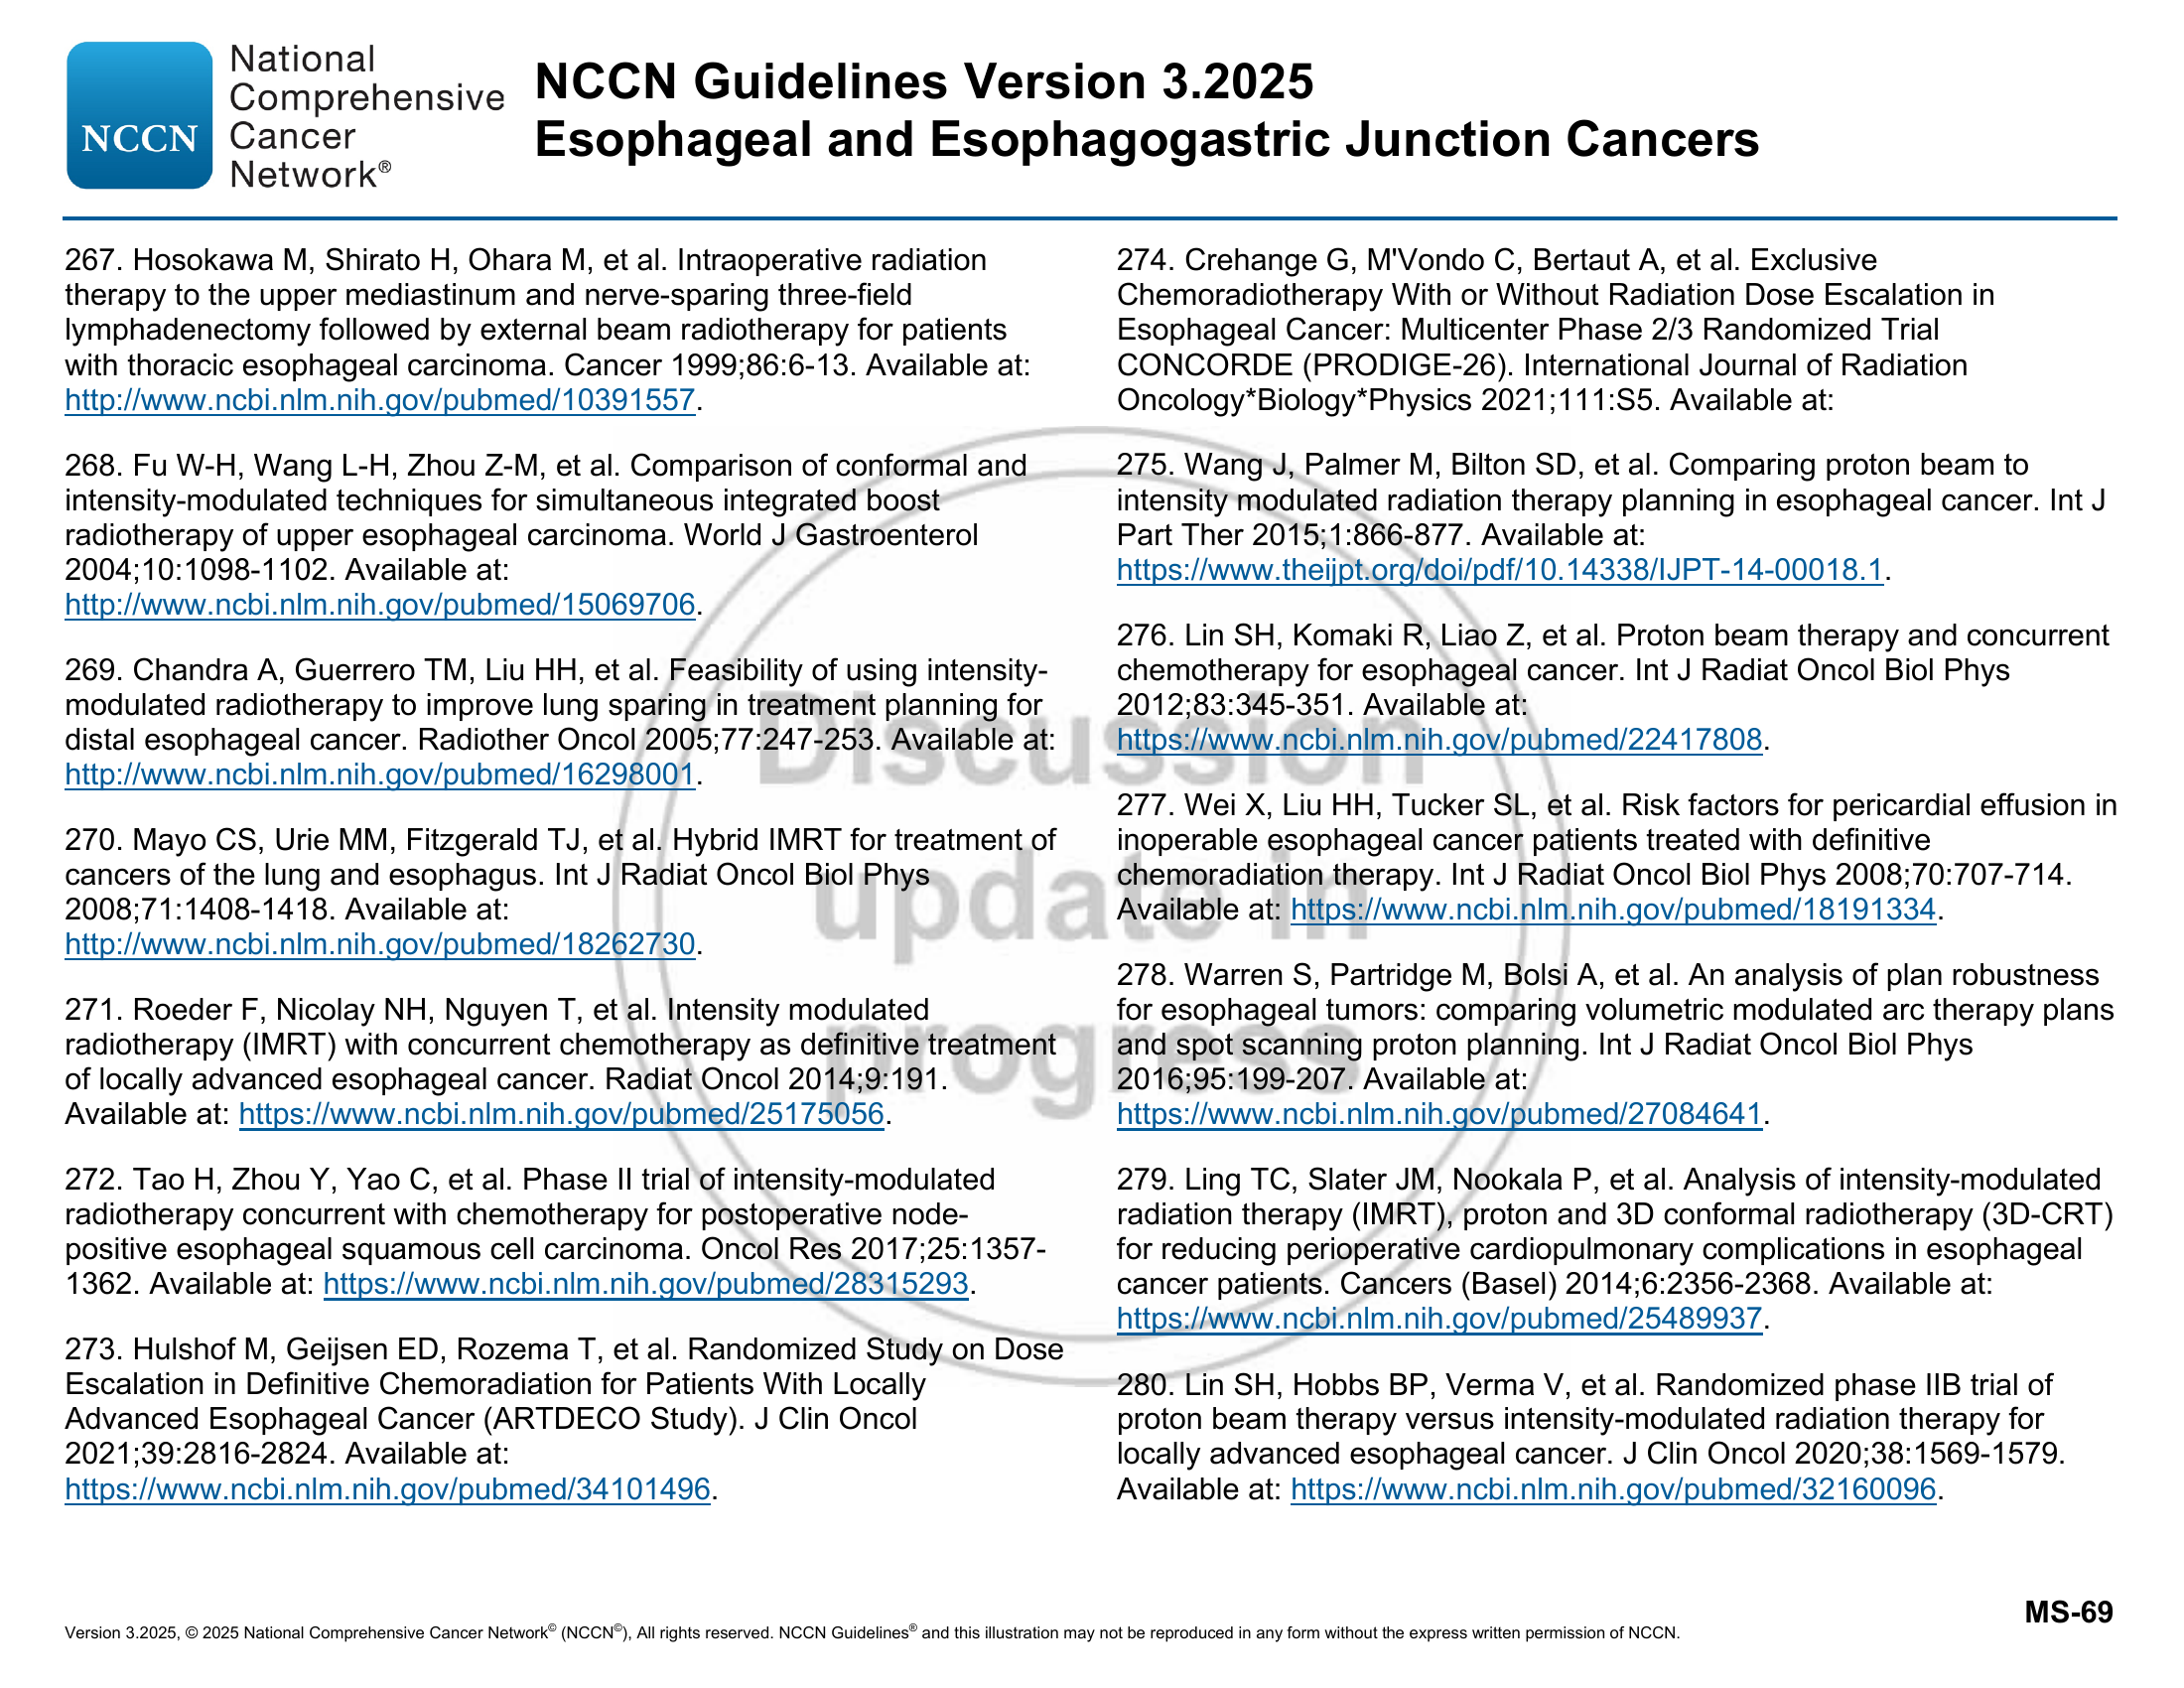 NCCN
National
Comprehensive
Cancer
Network®
NCCN Guidelines Version 3.2025
Esophageal and Esophagogastric Junction Cancers
267. Hosokawa M, Shirato H, Ohara M, et al. Intraoperative radiation
therapy to the upper mediastinum and nerve-sparing three-field
lymphadenectomy followed by external beam radiotherapy for patients
with thoracic esophageal carcinoma. Cancer 1999;86:6-13. Available at:
http://www.ncbi.nlm.nih.gov/pubmed/10391557.
268. Fu W-H, Wang L-H, Zhou Z-M, et al. Comparison of conformal and
intensity-modulated techniques for simultaneous integrated boost
radiotherapy of upper esophageal carcinoma. World J Gastroenterol
2004;10:1098-1102. Available at:
http://www.ncbi.nlm.nih.gov/pubmed/15069706.
269. Chandra A, Guerrero TM, Liu HH, et al. Feasibility of using intensity-
modulated radiotherapy to improve lung sparing in treatment planning for
distal esophageal cancer. Radiother Oncol 2005;77:247-253. Available at:
http://www.ncbi.nlm.nih.gov/pubmed/16298001.
270. Mayo CS, Urie MM, Fitzgerald TJ, et al. Hybrid IMRT for treatment of
cancers of the lung and esophagus. Int J Radiat Oncol Biol Phys
2008;71:1408-1418. Available at:
http://www.ncbi.nlm.nih.gov/pubmed/18262730.
271. Roeder F, Nicolay NH, Nguyen T, et al. Intensity modulated
radiotherapy (IMRT) with concurrent chemotherapy as definitive treatment
of locally advanced esophageal cancer. Radiat Oncol 2014;9:191.
Available at: https://www.ncbi.nlm.nih.gov/pubmed/25175056.
272. Tao H, Zhou Y, Yao C, et al. Phase II trial of intensity-modulated
radiotherapy concurrent with chemotherapy for postoperative node-
positive esophageal squamous cell carcinoma. Oncol Res 2017;25:1357-
1362. Available at: https://www.ncbi.nlm.nih.gov/pubmed/28315293.
273. Hulshof M, Geijsen ED, Rozema T, et al. Randomized Study on Dose
Escalation in Definitive Chemoradiation for Patients With Locally
Advanced Esophageal Cancer (ARTDECO Study). J Clin Oncol
2021;39:2816-2824. Available at:
https://www.ncbi.nlm.nih.gov/pubmed/34101496.
274. Crehange G, M'Vondo C, Bertaut A, et al. Exclusive
Chemoradiotherapy With or Without Radiation Dose Escalation in
Esophageal Cancer: Multicenter Phase 2/3 Randomized Trial
CONCORDE (PRODIGE-26). International Journal of Radiation
Oncology*Biology*Physics 2021;111:S5. Available at:
275. Wang J, Palmer M, Bilton SD, et al. Comparing proton beam to
intensity modulated radiation therapy planning in esophageal cancer. Int J
Part Ther 2015;1:866-877. Available at:
https://www.theijpt.org/doi/pdf/10.14338/IJPT-14-00018.1.
276. Lin SH, Komaki R, Liao Z, et al. Proton beam therapy and concurrent
chemotherapy for esophageal cancer. Int J Radiat Oncol Biol Phys
2012;83:345-351. Available at:
https://www.ncbi.nlm.nih.gov/pubmed/22417808.
277. Wei X, Liu HH, Tucker SL, et al. Risk factors for pericardial effusion in
inoperable esophageal cancer patients treated with definitive
chemoradiation therapy. Int J Radiat Oncol Biol Phys 2008;70:707-714.
Available at: https://www.ncbi.nlm.nih.gov/pubmed/18191334.
278. Warren S, Partridge M, Bolsi A, et al. An analysis of plan robustness
for esophageal tumors: comparing volumetric modulated arc therapy plans
and spot scanning proton planning. Int J Radiat Oncol Biol Phys
2016;95:199-207. Available at:
https://www.ncbi.nlm.nih.gov/pubmed/27084641.
279. Ling TC, Slater JM, Nookala P, et al. Analysis of intensity-modulated
radiation therapy (IMRT), proton and 3D conformal radiotherapy (3D-CRT)
for reducing perioperative cardiopulmonary complications in esophageal
cancer patients. Cancers (Basel) 2014;6:2356-2368. Available at:
https://www.ncbi.nlm.nih.gov/pubmed/25489937.
280. Lin SH, Hobbs BP, Verma V, et al. Randomized phase IIB trial of
proton beam therapy versus intensity-modulated radiation therapy for
locally advanced esophageal cancer. J Clin Oncol 2020;38:1569-1579.
Available at: https://www.ncbi.nlm.nih.gov/pubmed/32160096.
Discussion
update in
progress
MS-69
Version 3.2025, © 2025 National Comprehensive Cancer Network© (NCCN©), All rights reserved. NCCN Guidelines® and this illustration may not be reproduced in any form without the express written permission of NCCN.